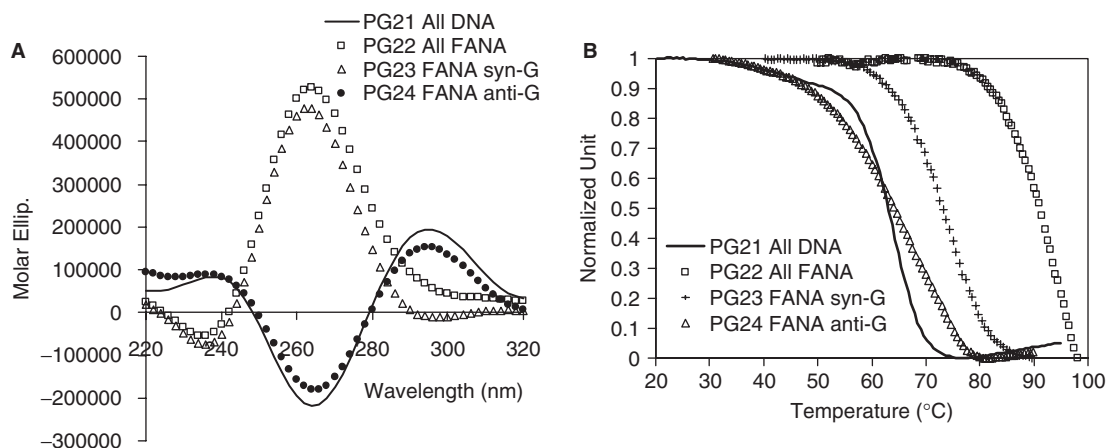 A
PG21 All DNA
PG22 All FANA
PG23 FANA syn-G
PG24 FANA anti-G
Molar Ellip.
600000
500000
400000
300000
200000
100000
0
−100000
−200000
−300000
220 240 260 280 300 320
Wavelength (nm)
B
Normalized Unit
1
0.9
0.8
0.7
0.6
0.5
0.4
0.3
0.2
0.1
0
PG21 All DNA
PG22 All FANA
PG23 FANA syn-G
PG24 FANA anti-G
20 30 40 50 60 70 80 90 100
Temperature (°C)